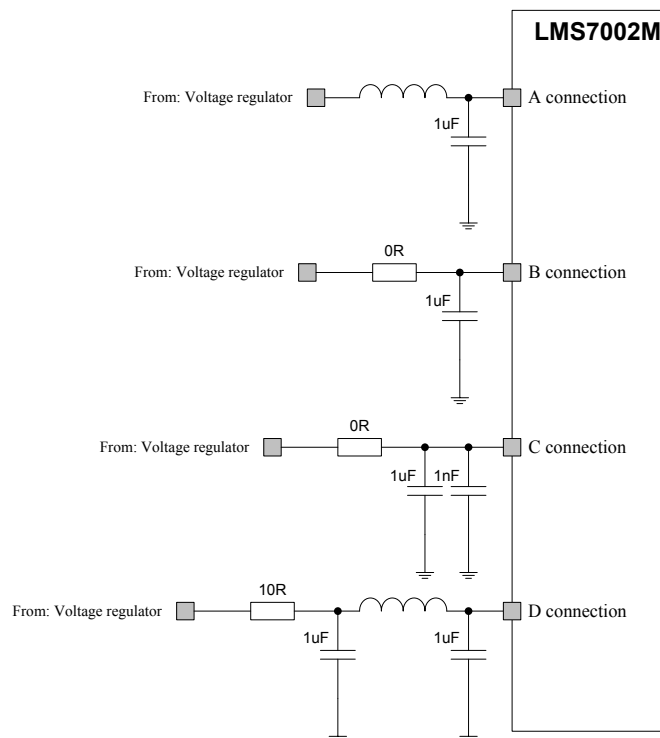 LMS7002M
From: Voltage regulator
A connection
1uF
0R
From: Voltage regulator
B connection
1uF
0R
From: Voltage regulator
C connection
1uF 1nF
10R
From: Voltage regulator
D connection
1uF 1uF